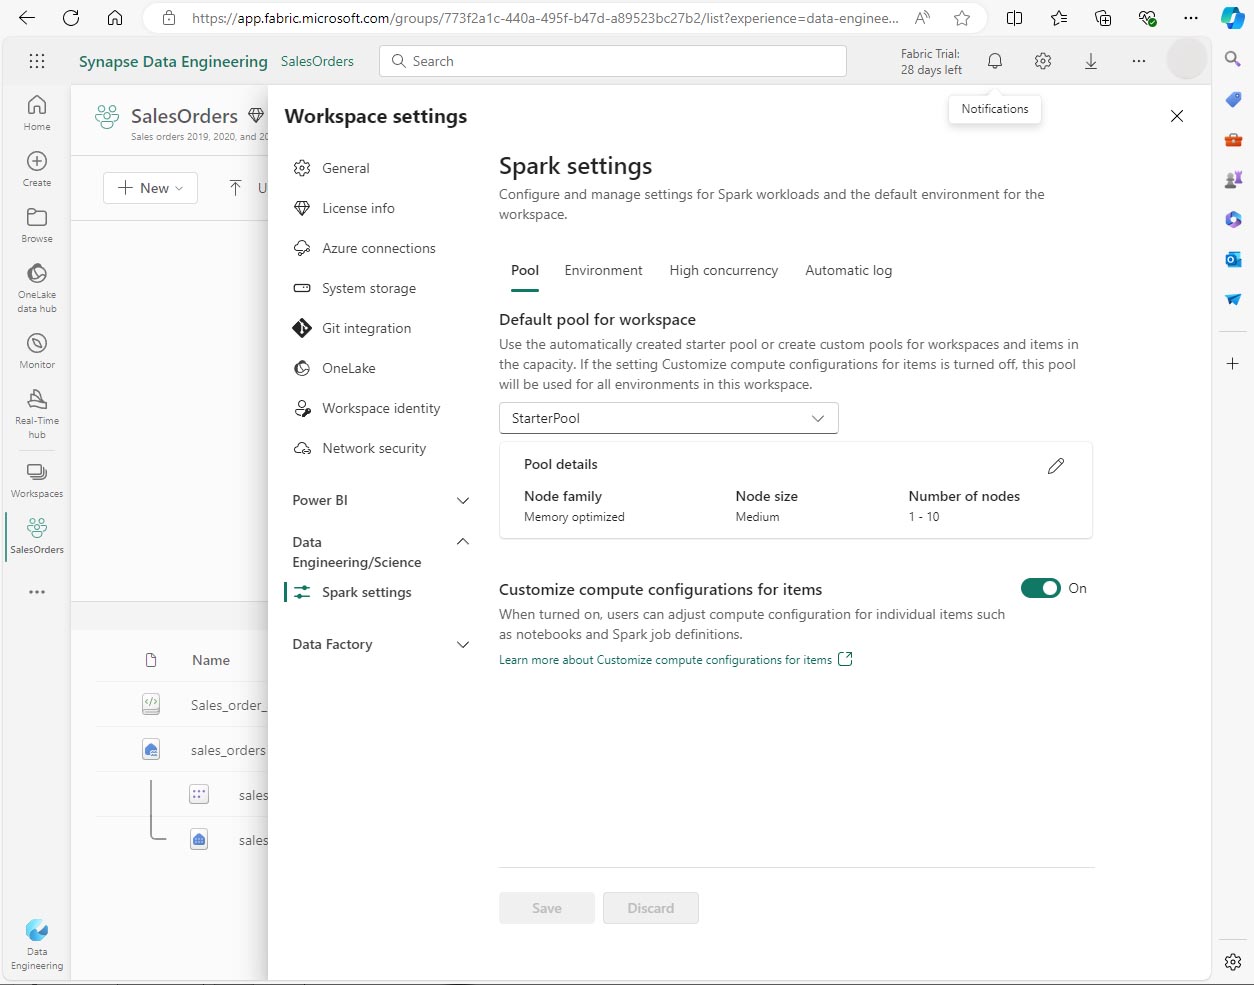 https://app.fabric.microsoft.com/groups/773f2a1c-440a-495f-b47d-a89523bc27b2/list?experience=data-enginee...
Synapse Data Engineering
SalesOrders
Search
Fabric Trial:
28 days left
Notifications
Home
Create
Browse
OneLake
data hub
Monitor
Real-Time
hub
Workspaces
SalesOrders
Data
Engineering
SalesOrders
Sales orders 2019, 2020, and 20
New
U
Name
Sales_order_
sales_orders
sales
sales
Workspace settings
General
License info
Azure connections
System storage
Git integration
OneLake
Workspace identity
Network security
Power BI
Data
Engineering/Science
Spark settings
Data Factory
Spark settings
Configure and manage settings for Spark workloads and the default environment for the
workspace.
Pool Environment High concurrency Automatic log
Default pool for workspace
Use the automatically created starter pool or create custom pools for workspaces and items in
the capacity. If the setting Customize compute configurations for items is turned off, this pool
will be used for all environments in this workspace.
StarterPool
Pool details
Node family Node size Number of nodes
Memory optimized Medium 1 - 10
Customize compute configurations for items
On
When turned on, users can adjust compute configuration for individual items such
as notebooks and Spark job definitions.
Learn more about Customize compute configurations for items
Save Discard